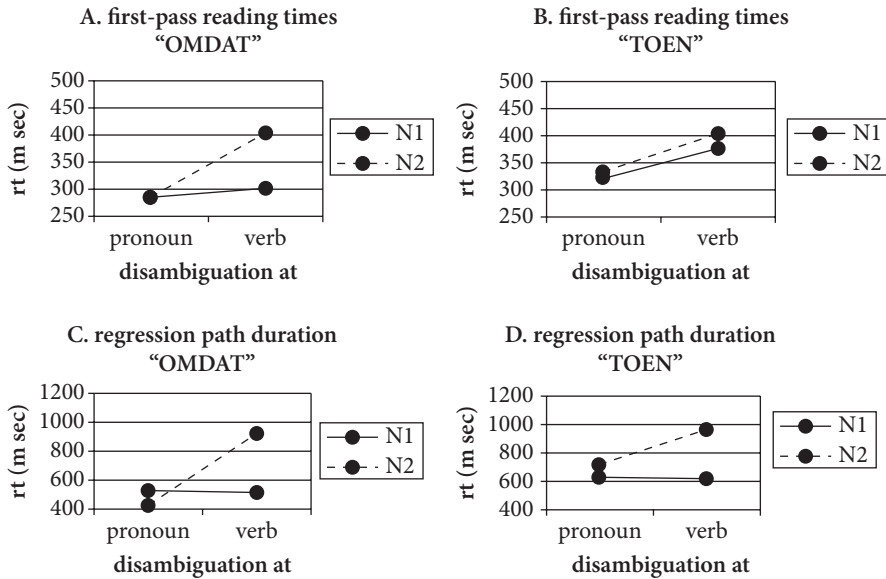 A. first-pass reading times
“OMDAT”
500
450
400
350
300
250
rt (m sec)
pronoun verb
disambiguation at
N1
N2
B. first-pass reading times
“TOEN”
500
450
400
350
300
250
rt (m sec)
pronoun verb
disambiguation at
N1
N2
C. regression path duration
“OMDAT”
1200
1000
800
600
400
rt (m sec)
pronoun verb
disambiguation at
N1
N2
D. regression path duration
“TOEN”
1200
1000
800
600
400
rt (m sec)
pronoun verb
disambiguation at
N1
N2